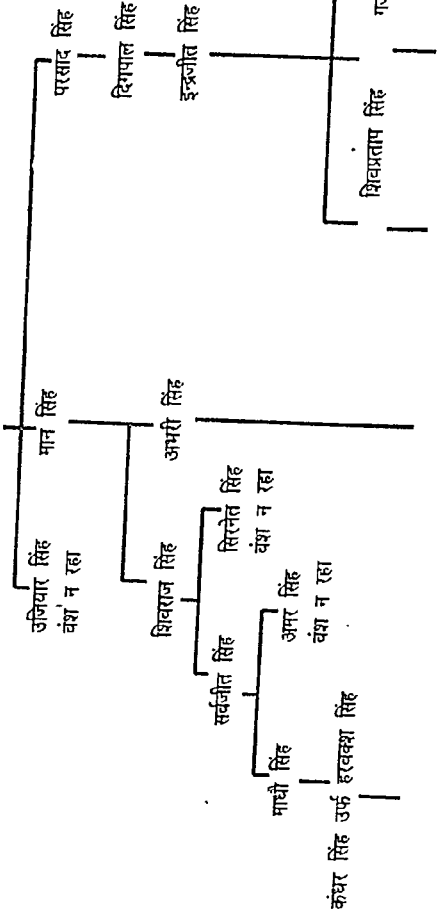 उजियार सिंह
वंश न रहा
मान सिंह
परसाद सिंह
दिगपाल सिंह
इन्द्रजीत सिंह
शिवराज सिंह
अभरी सिंह
सर्वजीत सिंह
सिरनेत सिंह
वंश न रहा
माधौ सिंह
अमर सिंह
वंश न रहा
कंधर सिंह उर्फ हरवक्श सिंह
शिवप्रताप सिंह